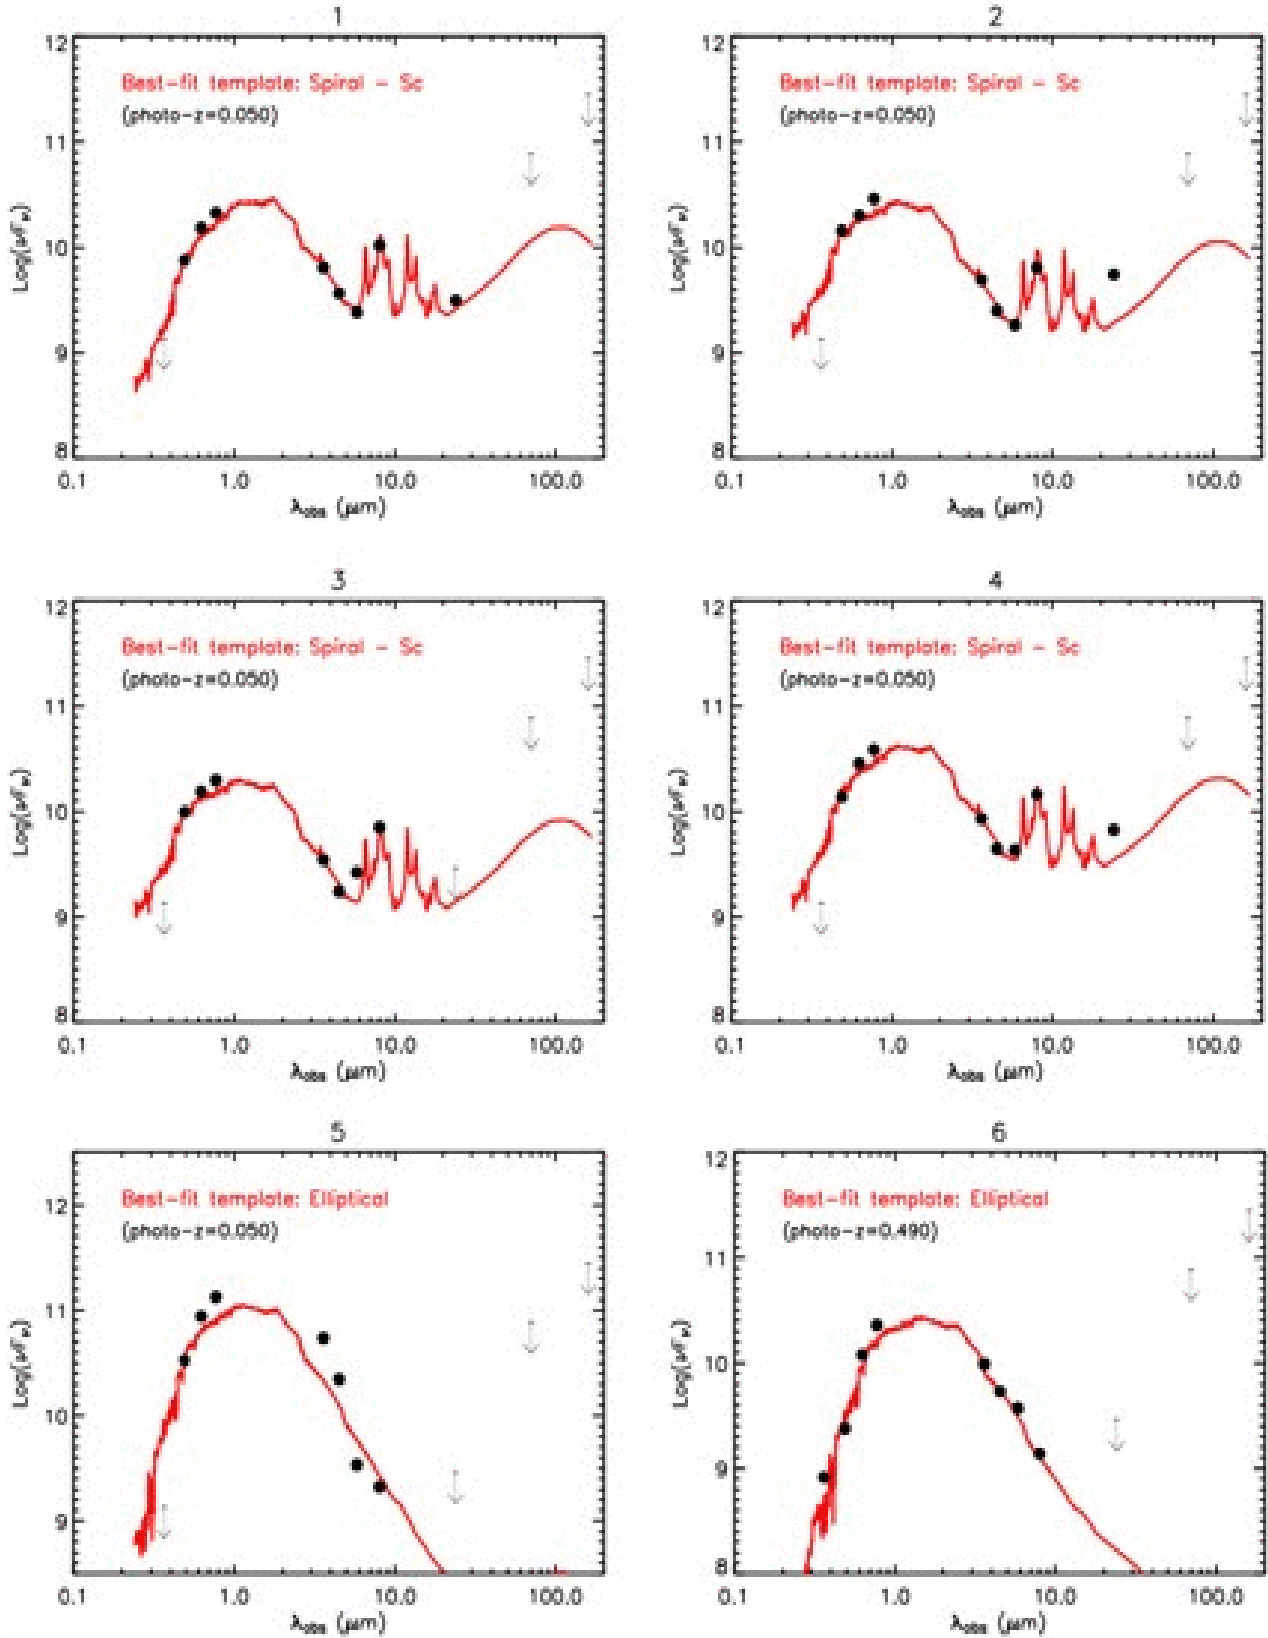 1
12
11
10
9
8
Best-fit template: Spiral - Sc
(photo-z=0.050)
Log(νFν)
0.1 1.0 10.0 100.0
λobs (μm)
2
12
11
10
9
8
Best-fit template: Spiral - Sc
(photo-z=0.050)
Log(νFν)
0.1 1.0 10.0 100.0
λobs (μm)
3
12
11
10
9
8
Best-fit template: Spiral - Sc
(photo-z=0.050)
Log(νFν)
0.1 1.0 10.0 100.0
λobs (μm)
4
12
11
10
9
8
Best-fit template: Spiral - Sc
(photo-z=0.050)
Log(νFν)
0.1 1.0 10.0 100.0
λobs (μm)
5
12
11
10
9
Best-fit template: Elliptical
(photo-z=0.050)
Log(νFν)
0.1 1.0 10.0 100.0
λobs (μm)
6
12
11
10
9
8
Best-fit template: Elliptical
(photo-z=0.490)
Log(νFν)
0.1 1.0 10.0 100.0
λobs (μm)